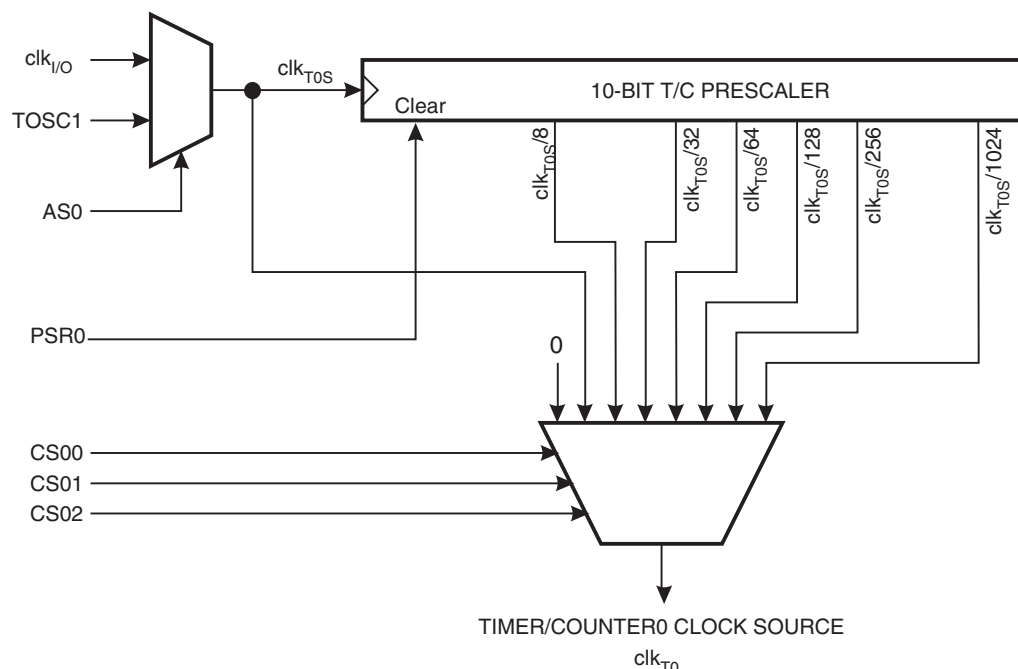 clkI/O
clkT0S
10-BIT T/C PRESCALER
Clear
TOSC1
clkT0S/8
clkT0S/32
clkT0S/64
clkT0S/128
clkT0S/256
clkT0S/1024
AS0
PSR0
0
CS00
CS01
CS02
TIMER/COUNTER0 CLOCK SOURCE
clkT0